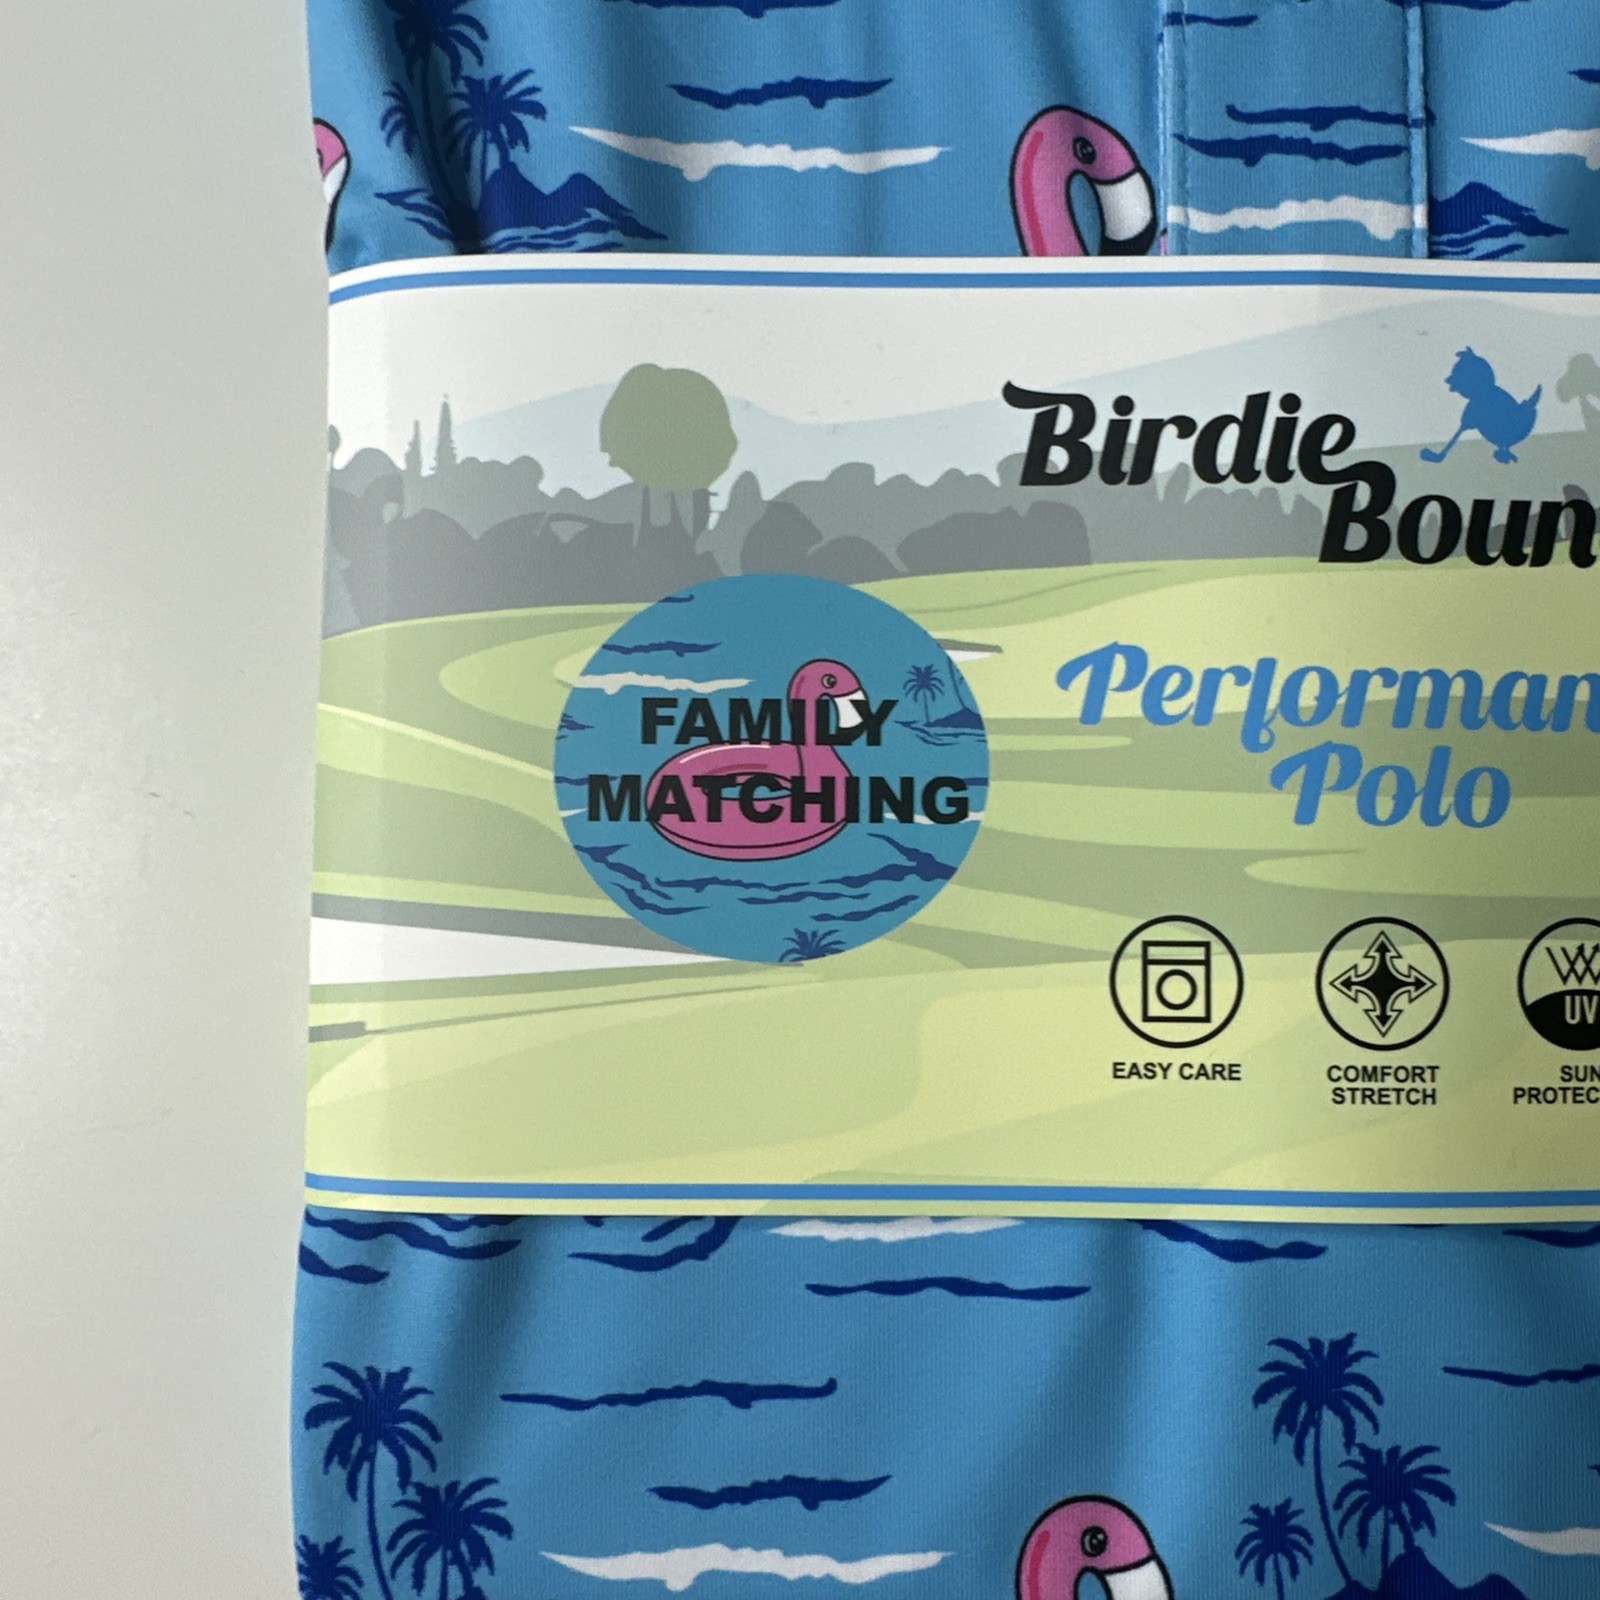 Birdie
Boun
FAMILY
MATCHING
Performan
Polo
EASY CARE
COMFORT
STRETCH
UV
SUN
PROTEC